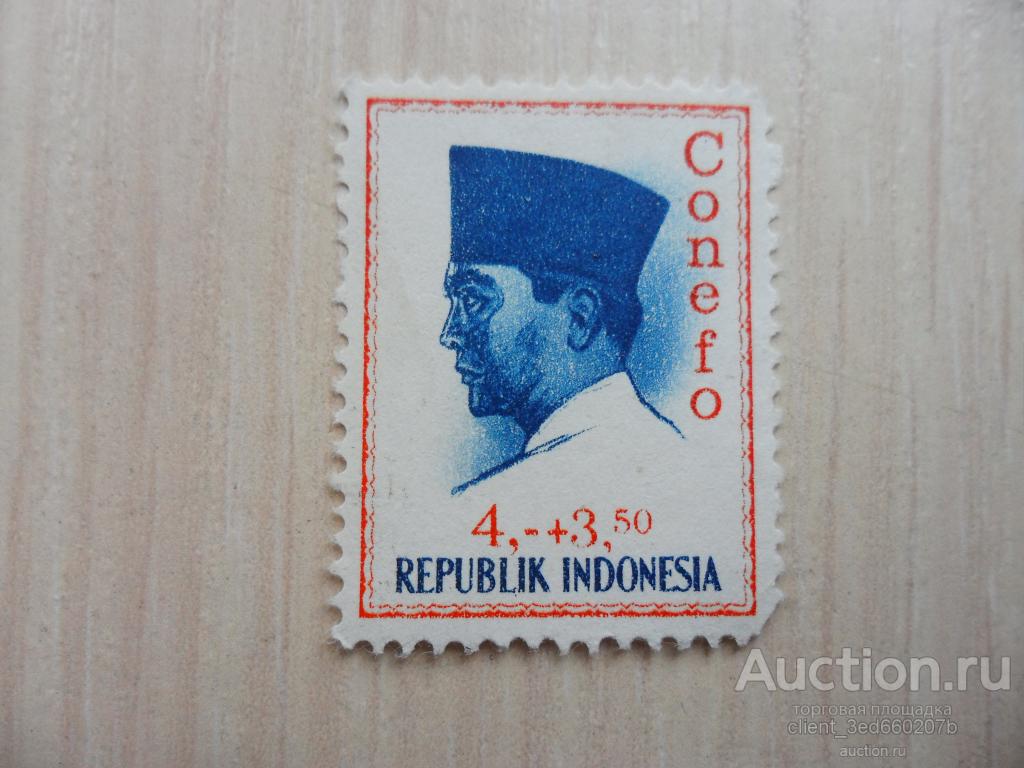 Conefo
4,-+3,50
REPUBLIK INDONESIA
Auction.ru
торговая площадка
client_3ed660207b
auction.ru